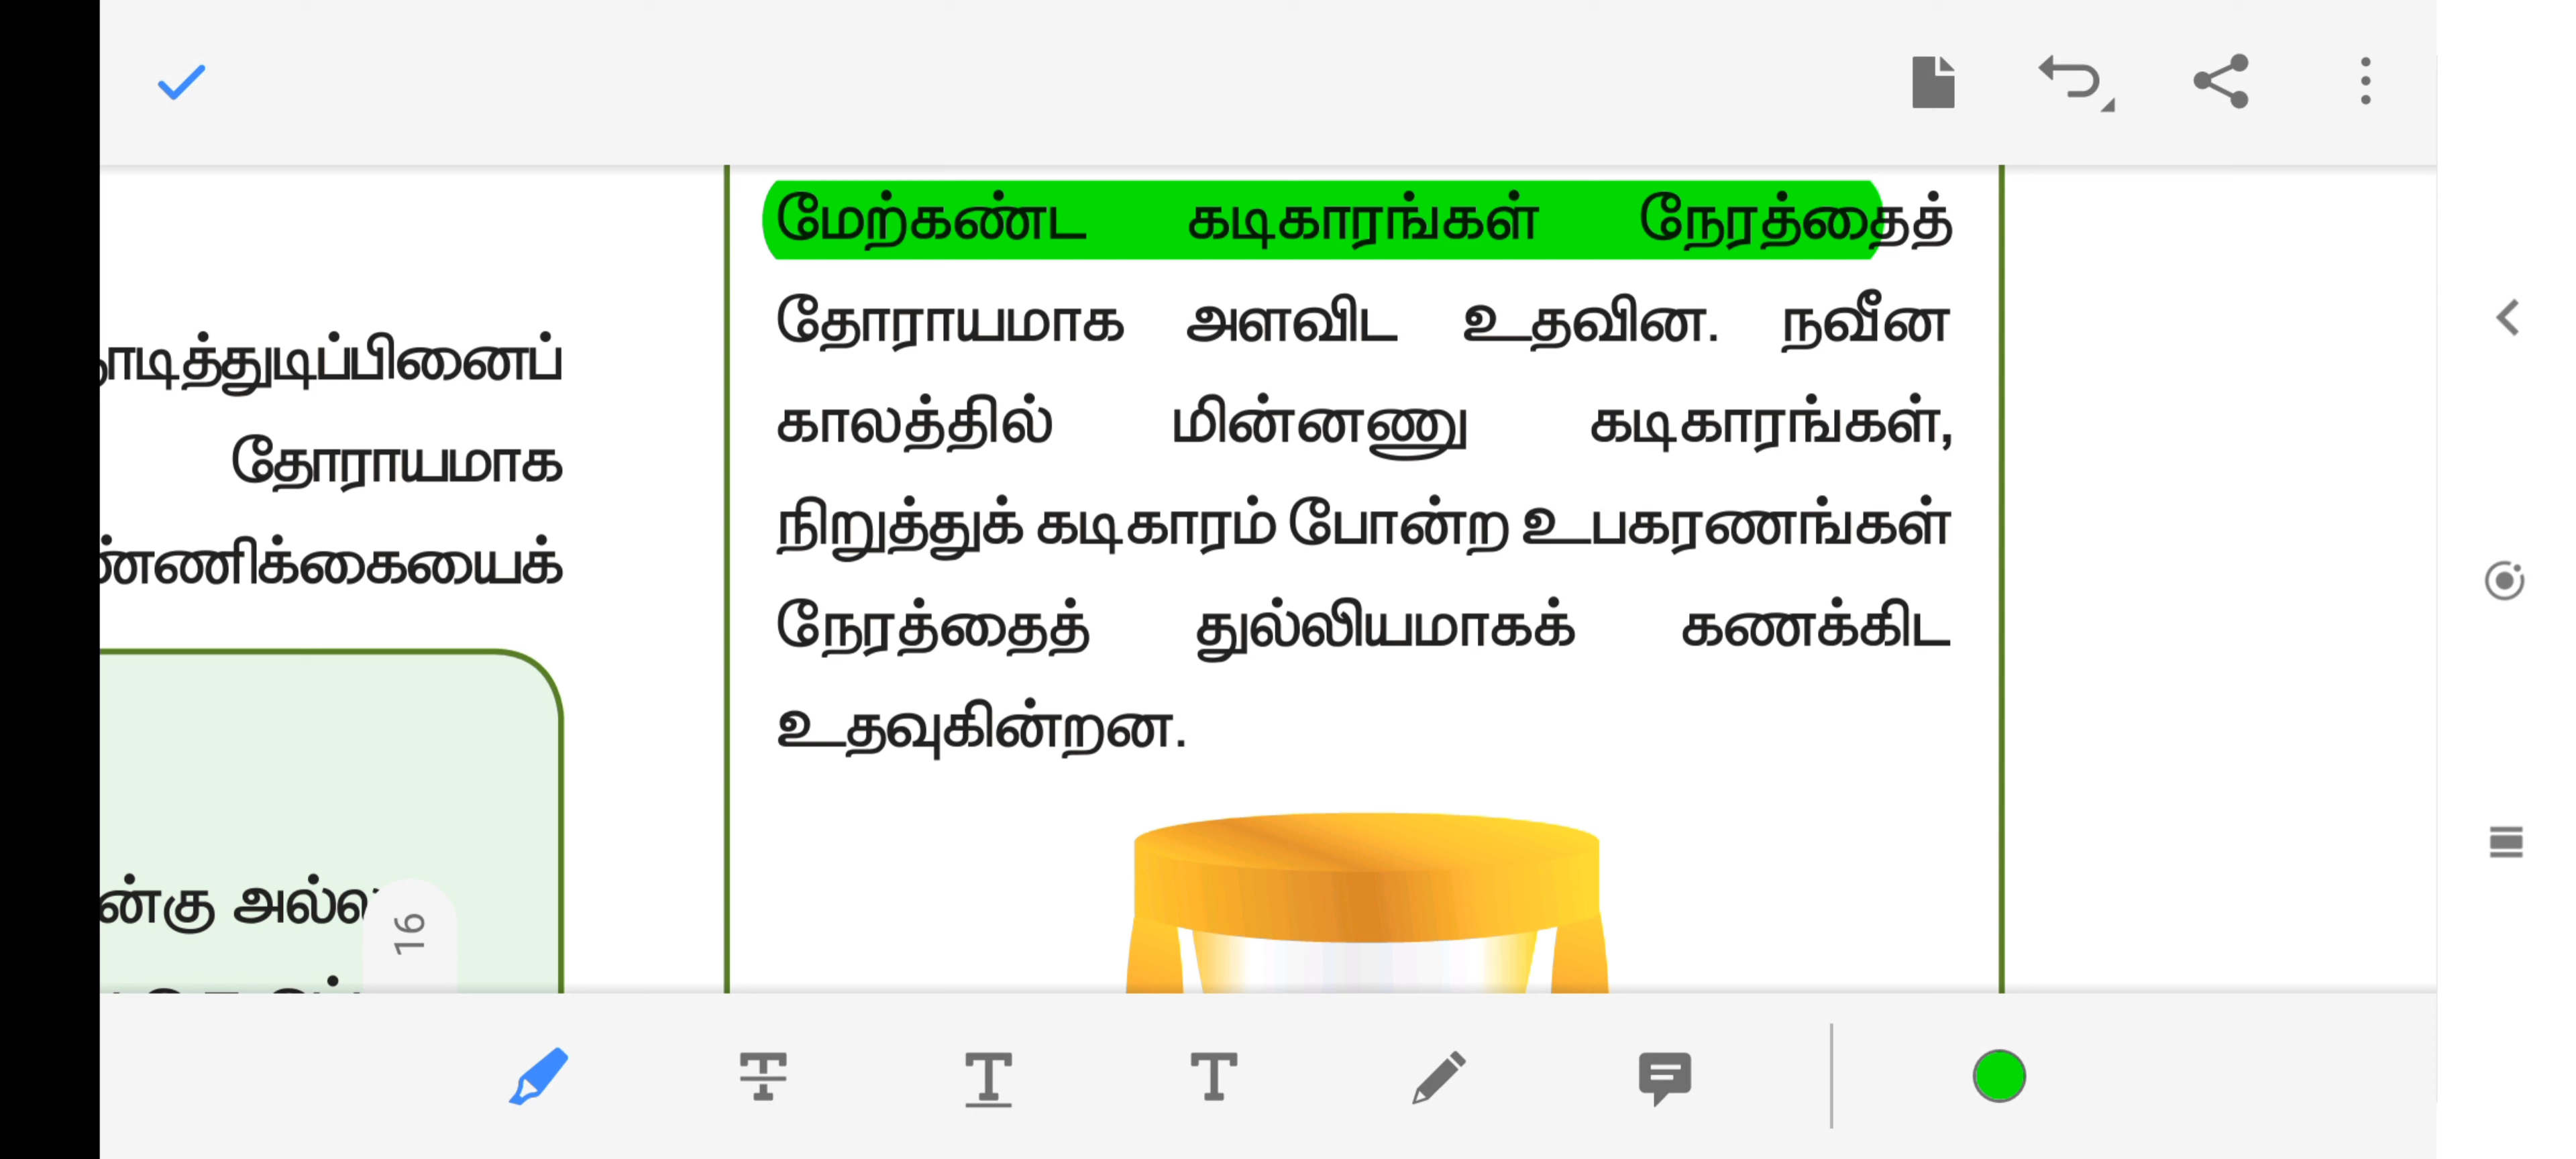 தோராயமாக
மேற்கண்ட கடிகாரங்கள் நேரத்தைத்
தோராயமாக அளவிட உதவின. நவீன
காலத்தில் மின்னணு கடிகாரங்கள்,
நிறுத்துக் கடிகாரம் போன்ற உபகரணங்கள்
நேரத்தைத் துல்லியமாகக் கணக்கிட
உதவுகின்றன.
16